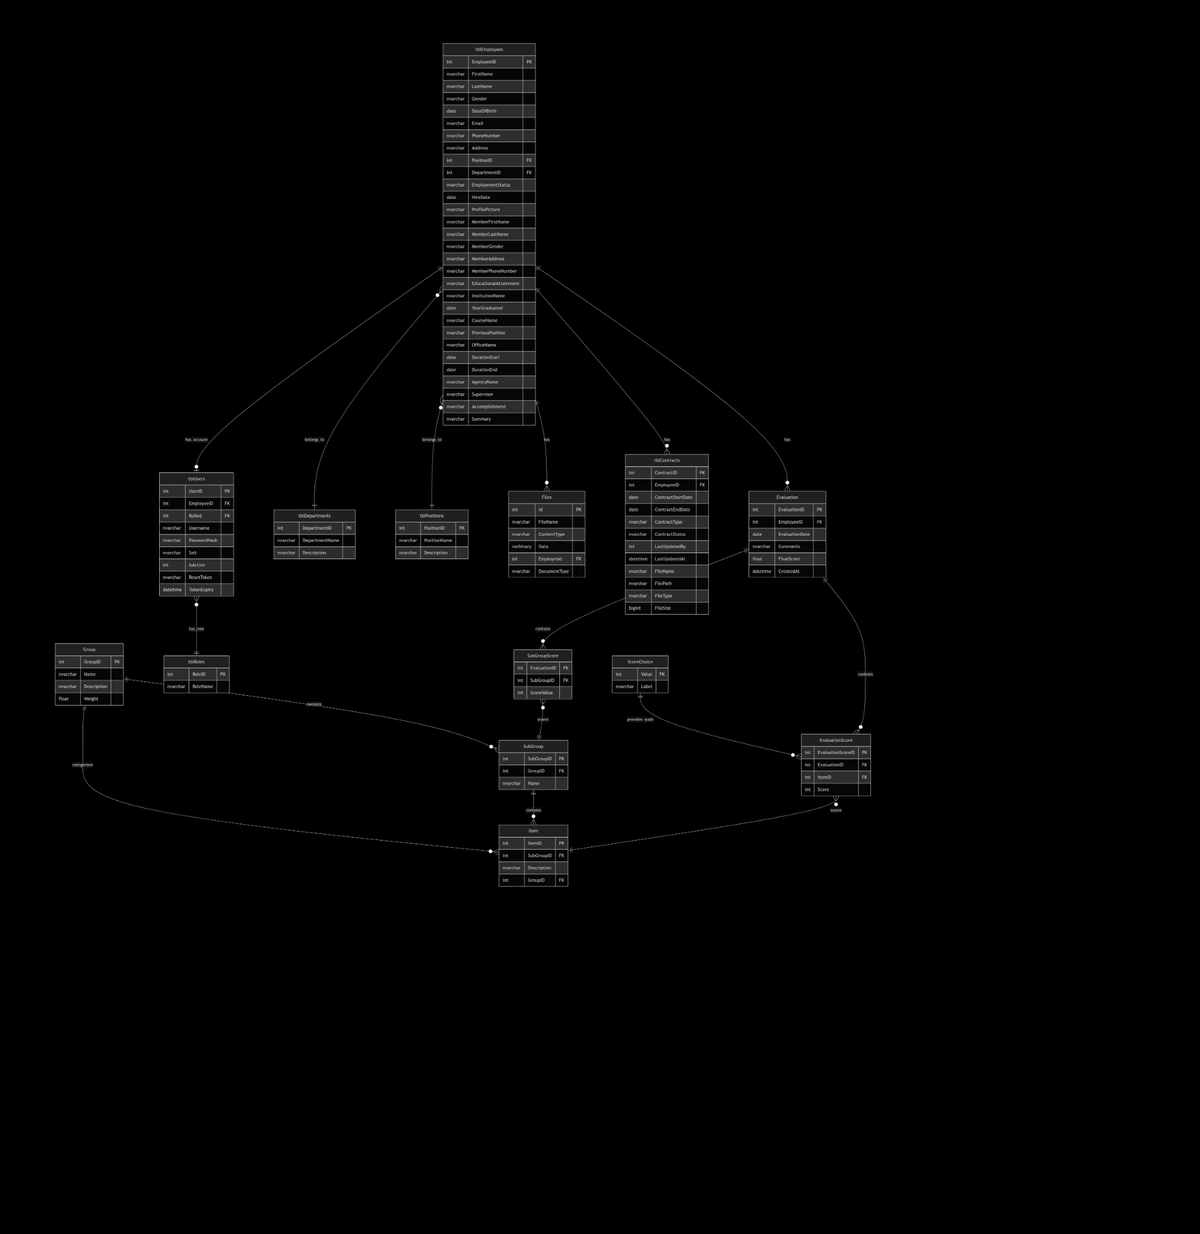 tblEmployees
int EmployeeID PK
nvarchar FirstName
nvarchar LastName
nvarchar Gender
date DateOfBirth
nvarchar Email
nvarchar PhoneNumber
nvarchar Address
int PositionID FK
int DepartmentID FK
nvarchar EmploymentStatus
date HireDate
nvarchar ProfilePicture
nvarchar MemberFirstName
nvarchar MemberLastName
nvarchar MemberGender
nvarchar MemberAddress
nvarchar MemberPhoneNumber
nvarchar EducationalAttainment
nvarchar InstitutionName
date YearGraduated
nvarchar CourseName
nvarchar PreviousPosition
nvarchar OfficeName
date DurationStart
date DurationEnd
nvarchar AgencyName
nvarchar Supervisor
nvarchar Accomplishment
nvarchar Summary
has_account
belongs_to
belongs_to
has
has
has
tblUsers
int UserID PK
int EmployeeID FK
int RoleId FK
nvarchar Username
nvarchar PasswordHash
nvarchar Salt
bit IsActive
nvarchar ResetToken
datetime TokenExpiry
tblDepartments
int DepartmentID PK
nvarchar DepartmentName
nvarchar Description
tblPositions
int PositionID PK
nvarchar PositionName
nvarchar Description
Files
int Id PK
nvarchar FileName
nvarchar ContentType
varbinary Data
int EmployeeId FK
nvarchar DocumentType
tblContracts
int ContractID PK
int EmployeeID FK
date ContractStartDate
date ContractEndDate
nvarchar ContractType
nvarchar ContractStatus
int LastUpdatedBy
datetime LastUpdatedAt
nvarchar FileName
nvarchar FilePath
nvarchar FileType
bigint FileSize
Evaluation
int EvaluationID PK
int EmployeeID FK
date EvaluationDate
nvarchar Comments
float FinalScore
datetime CreatedAt
has_role
contains
contains
Group
int GroupID PK
nvarchar Name
nvarchar Description
float Weight
tblRoles
int RoleID PK
nvarchar RoleName
SubGroupScore
int EvaluationID FK
int SubGroupID FK
int ScoreValue
ScoreChoice
int Value PK
nvarchar Label
contains
scores
provides_scale
SubGroup
int SubGroupID PK
int GroupID FK
nvarchar Name
EvaluationScore
int EvaluationScoreID PK
int EvaluationID FK
int ItemID FK
int Score
categorizes
contains
scores
Item
int ItemID PK
int SubGroupID FK
nvarchar Description
int GroupID FK